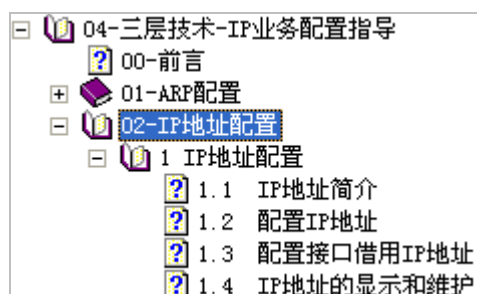 04-三层技术-IP业务配置指导
00-前言
01-ARP配置
02-IP地址配置
1 IP地址配置
1.1 IP地址简介
1.2 配置IP地址
1.3 配置接口借用IP地址
1.4 IP地址的显示和维护